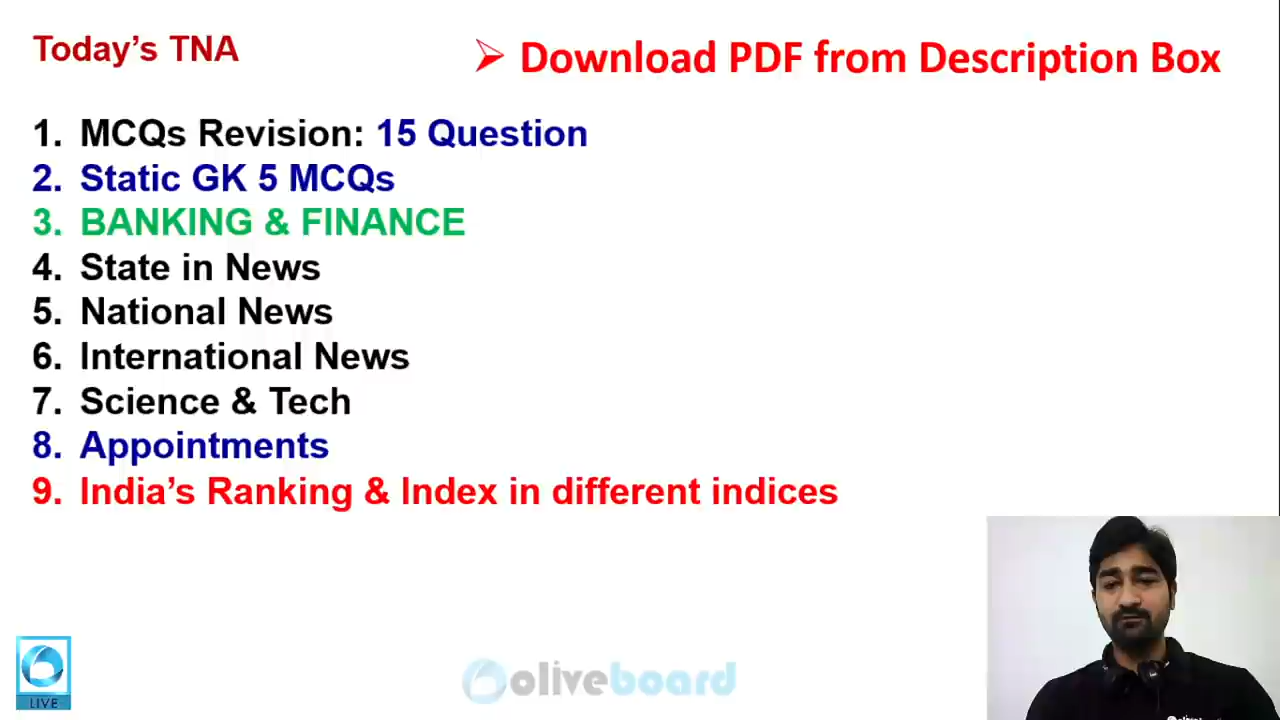 Today's TNA
➢ Download PDF from Description Box
1. MCQs Revision: 15 Question
2. Static GK 5 MCQs
3. BANKING & FINANCE
4. State in News
5. National News
6. International News
7. Science & Tech
8. Appointments
9. India's Ranking & Index in different indices
LIVE
oliveboard